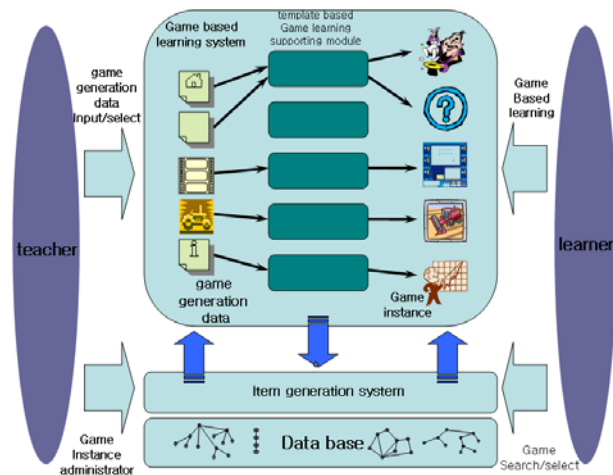 Game based
learning system
template based
Game learning
supporting module
game
generation
data
Input/select
Game
Based
learning
teacher
learner
game
generation
data
Game
instance
Item generation system
Data base
Game
Instance
administrator
Game
Search/select